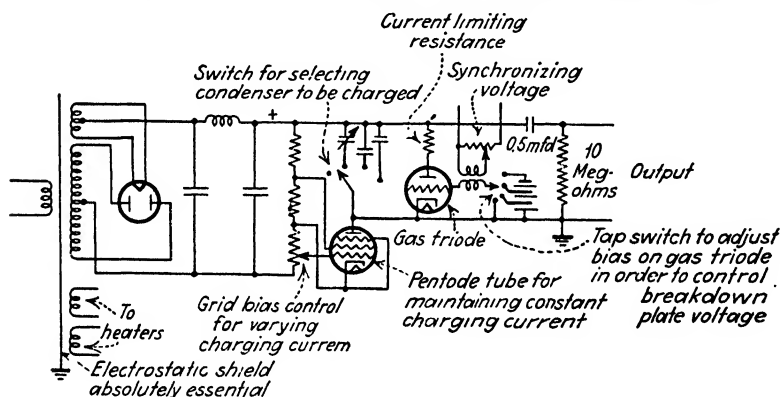 Current limiting
resistance
Switch for selecting
condenser to be charged
Synchronizing
voltage
+
0.5mfd
10
Meg-
ohms
Output
Gas triode
Tap switch to adjust
bias on gas triode
in order to control
breakdown
plate voltage
Pentode tube for
maintaining constant
charging current
Grid bias control
for varying
charging currem
To
heaters
Electrostatic shield
absolutely essential